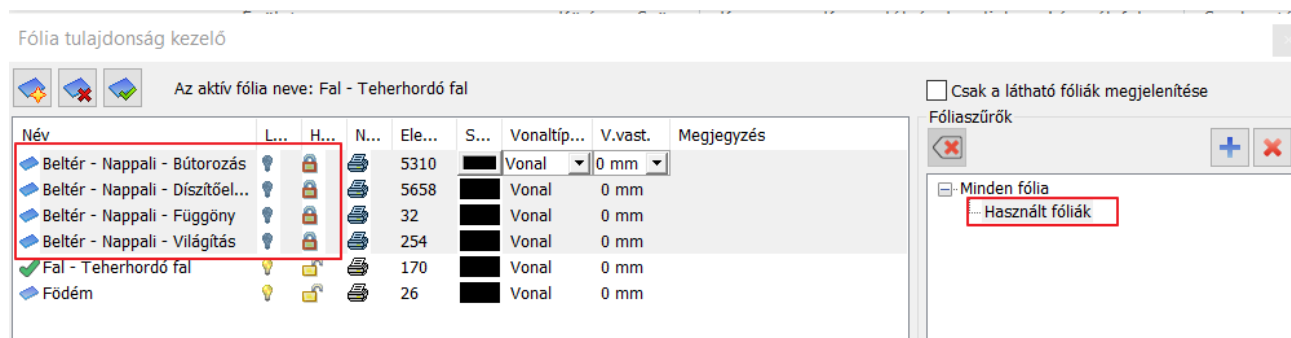 Fólia tulajdonság kezelő
Az aktív fólia neve: Fal - Teherhordó fal
Csak a látható fóliák megjelenítése
Fóliaszűrők
Név L... H... N... Ele... S... Vonaltíp... V.vast. Megjegyzés
Beltér - Nappali - Bútorozás 5310 Vonal 0 mm
Beltér - Nappali - Díszítőel... 5658 Vonal 0 mm
Beltér - Nappali - Függöny 32 Vonal 0 mm
Beltér - Nappali - Világítás 254 Vonal 0 mm
Fal - Teherhordó fal 170 Vonal 0 mm
Födém 26 Vonal 0 mm
Minden fólia
Használt fóliák